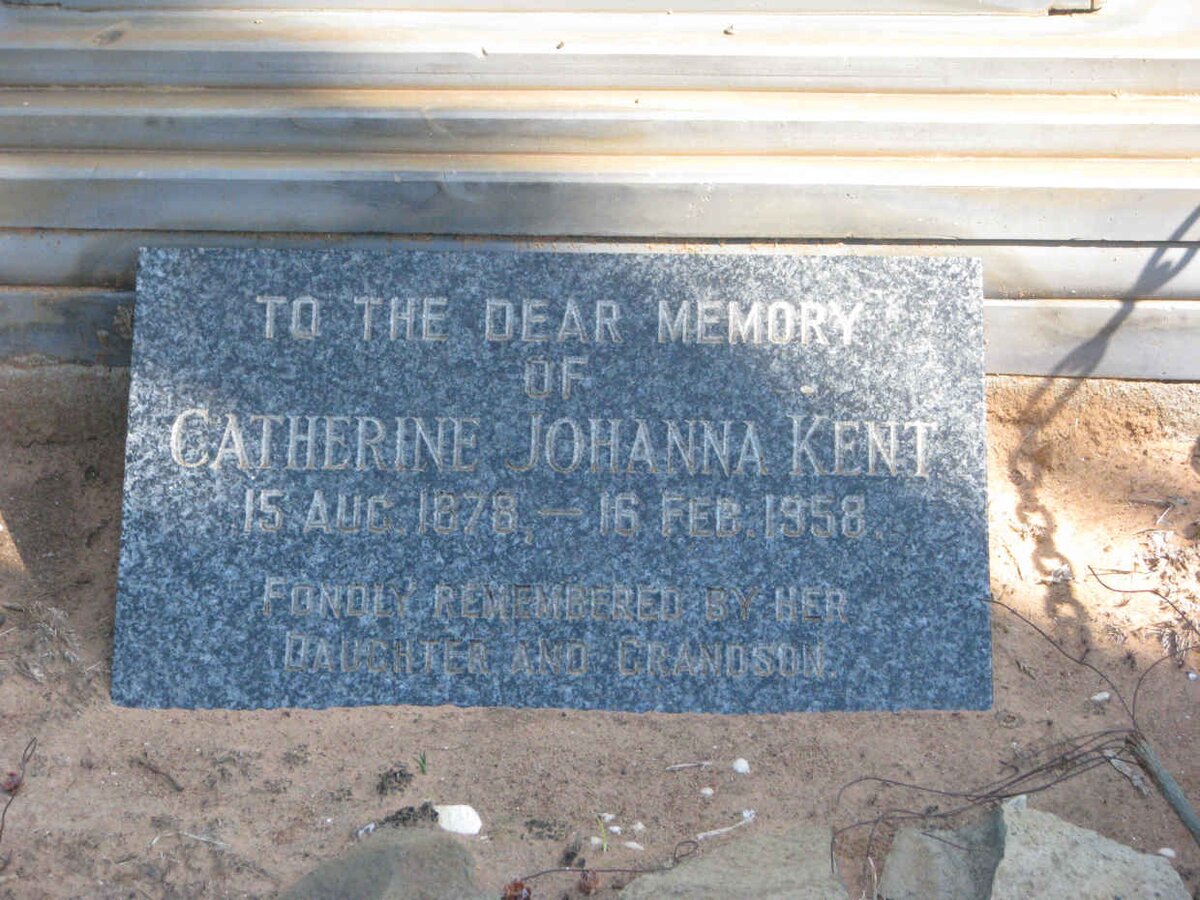 TO THE DEAR MEMORY
OF
CATHERINE JOHANNA KENT
15 AUG. 1878, — 16 FEB. 1958.
FONDLY REMEMBERED BY HER
DAUGHTER AND GRANDSON.